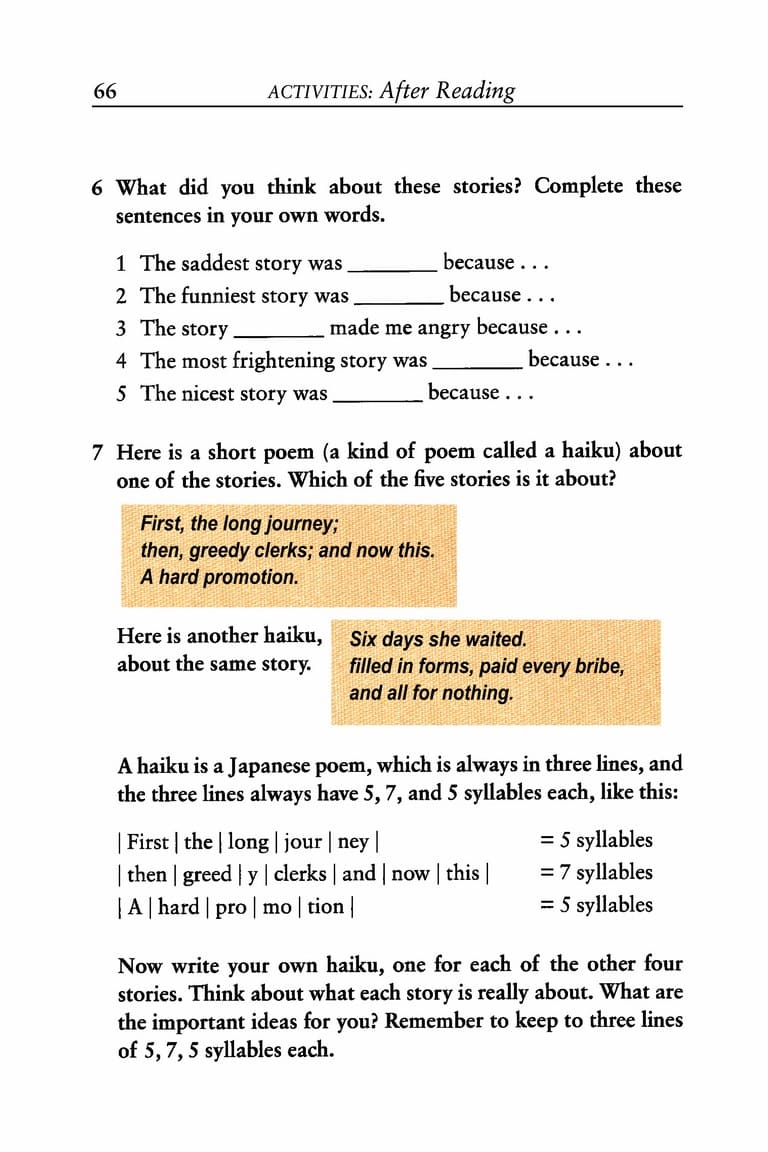 66
ACTIVITIES: After Reading
6 What did you think about these stories? Complete these
sentences in your own words.
1 The saddest story was ________ because . . .
2 The funniest story was ________ because . . .
3 The story ________ made me angry because . . .
4 The most frightening story was ________ because . . .
5 The nicest story was ________ because . . .
7 Here is a short poem (a kind of poem called a haiku) about
one of the stories. Which of the five stories is it about?
First, the long journey;
then, greedy clerks; and now this.
A hard promotion.
Here is another haiku,
about the same story.
Six days she waited.
filled in forms, paid every bribe,
and all for nothing.
A haiku is a Japanese poem, which is always in three lines, and
the three lines always have 5, 7, and 5 syllables each, like this:
| First | the | long | jour | ney | = 5 syllables
| then | greed | y | clerks | and | now | this | = 7 syllables
| A | hard | pro | mo | tion | = 5 syllables
Now write your own haiku, one for each of the other four
stories. Think about what each story is really about. What are
the important ideas for you? Remember to keep to three lines
of 5, 7, 5 syllables each.